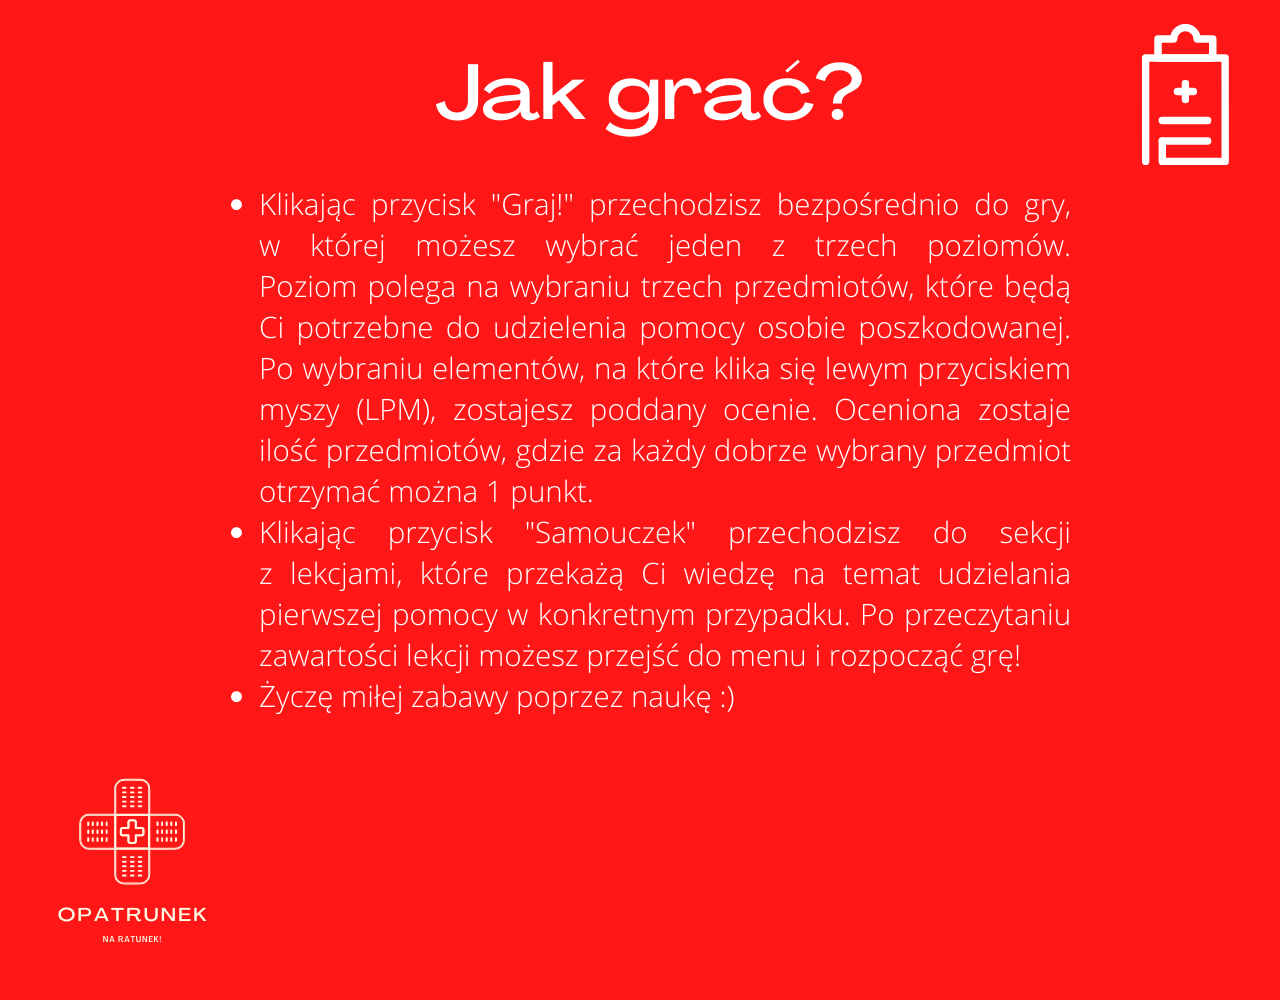 Jak grać?
Klikając przycisk "Graj!" przechodzisz bezpośrednio do gry,
w której możesz wybrać jeden z trzech poziomów.
Poziom polega na wybraniu trzech przedmiotów, które będą
Ci potrzebne do udzielenia pomocy osobie poszkodowanej.
Po wybraniu elementów, na które klika się lewym przyciskiem
myszy (LPM), zostajesz poddany ocenie. Oceniona zostaje
ilość przedmiotów, gdzie za każdy dobrze wybrany przedmiot
otrzymać można 1 punkt.
Klikając przycisk "Samouczek" przechodzisz do sekcji
z lekcjami, które przekażą Ci wiedzę na temat udzielania
pierwszej pomocy w konkretnym przypadku. Po przeczytaniu
zawartości lekcji możesz przejść do menu i rozpocząć grę!
Życzę miłej zabawy poprzez naukę :)
OPATRUNEK
NA RATUNEK!